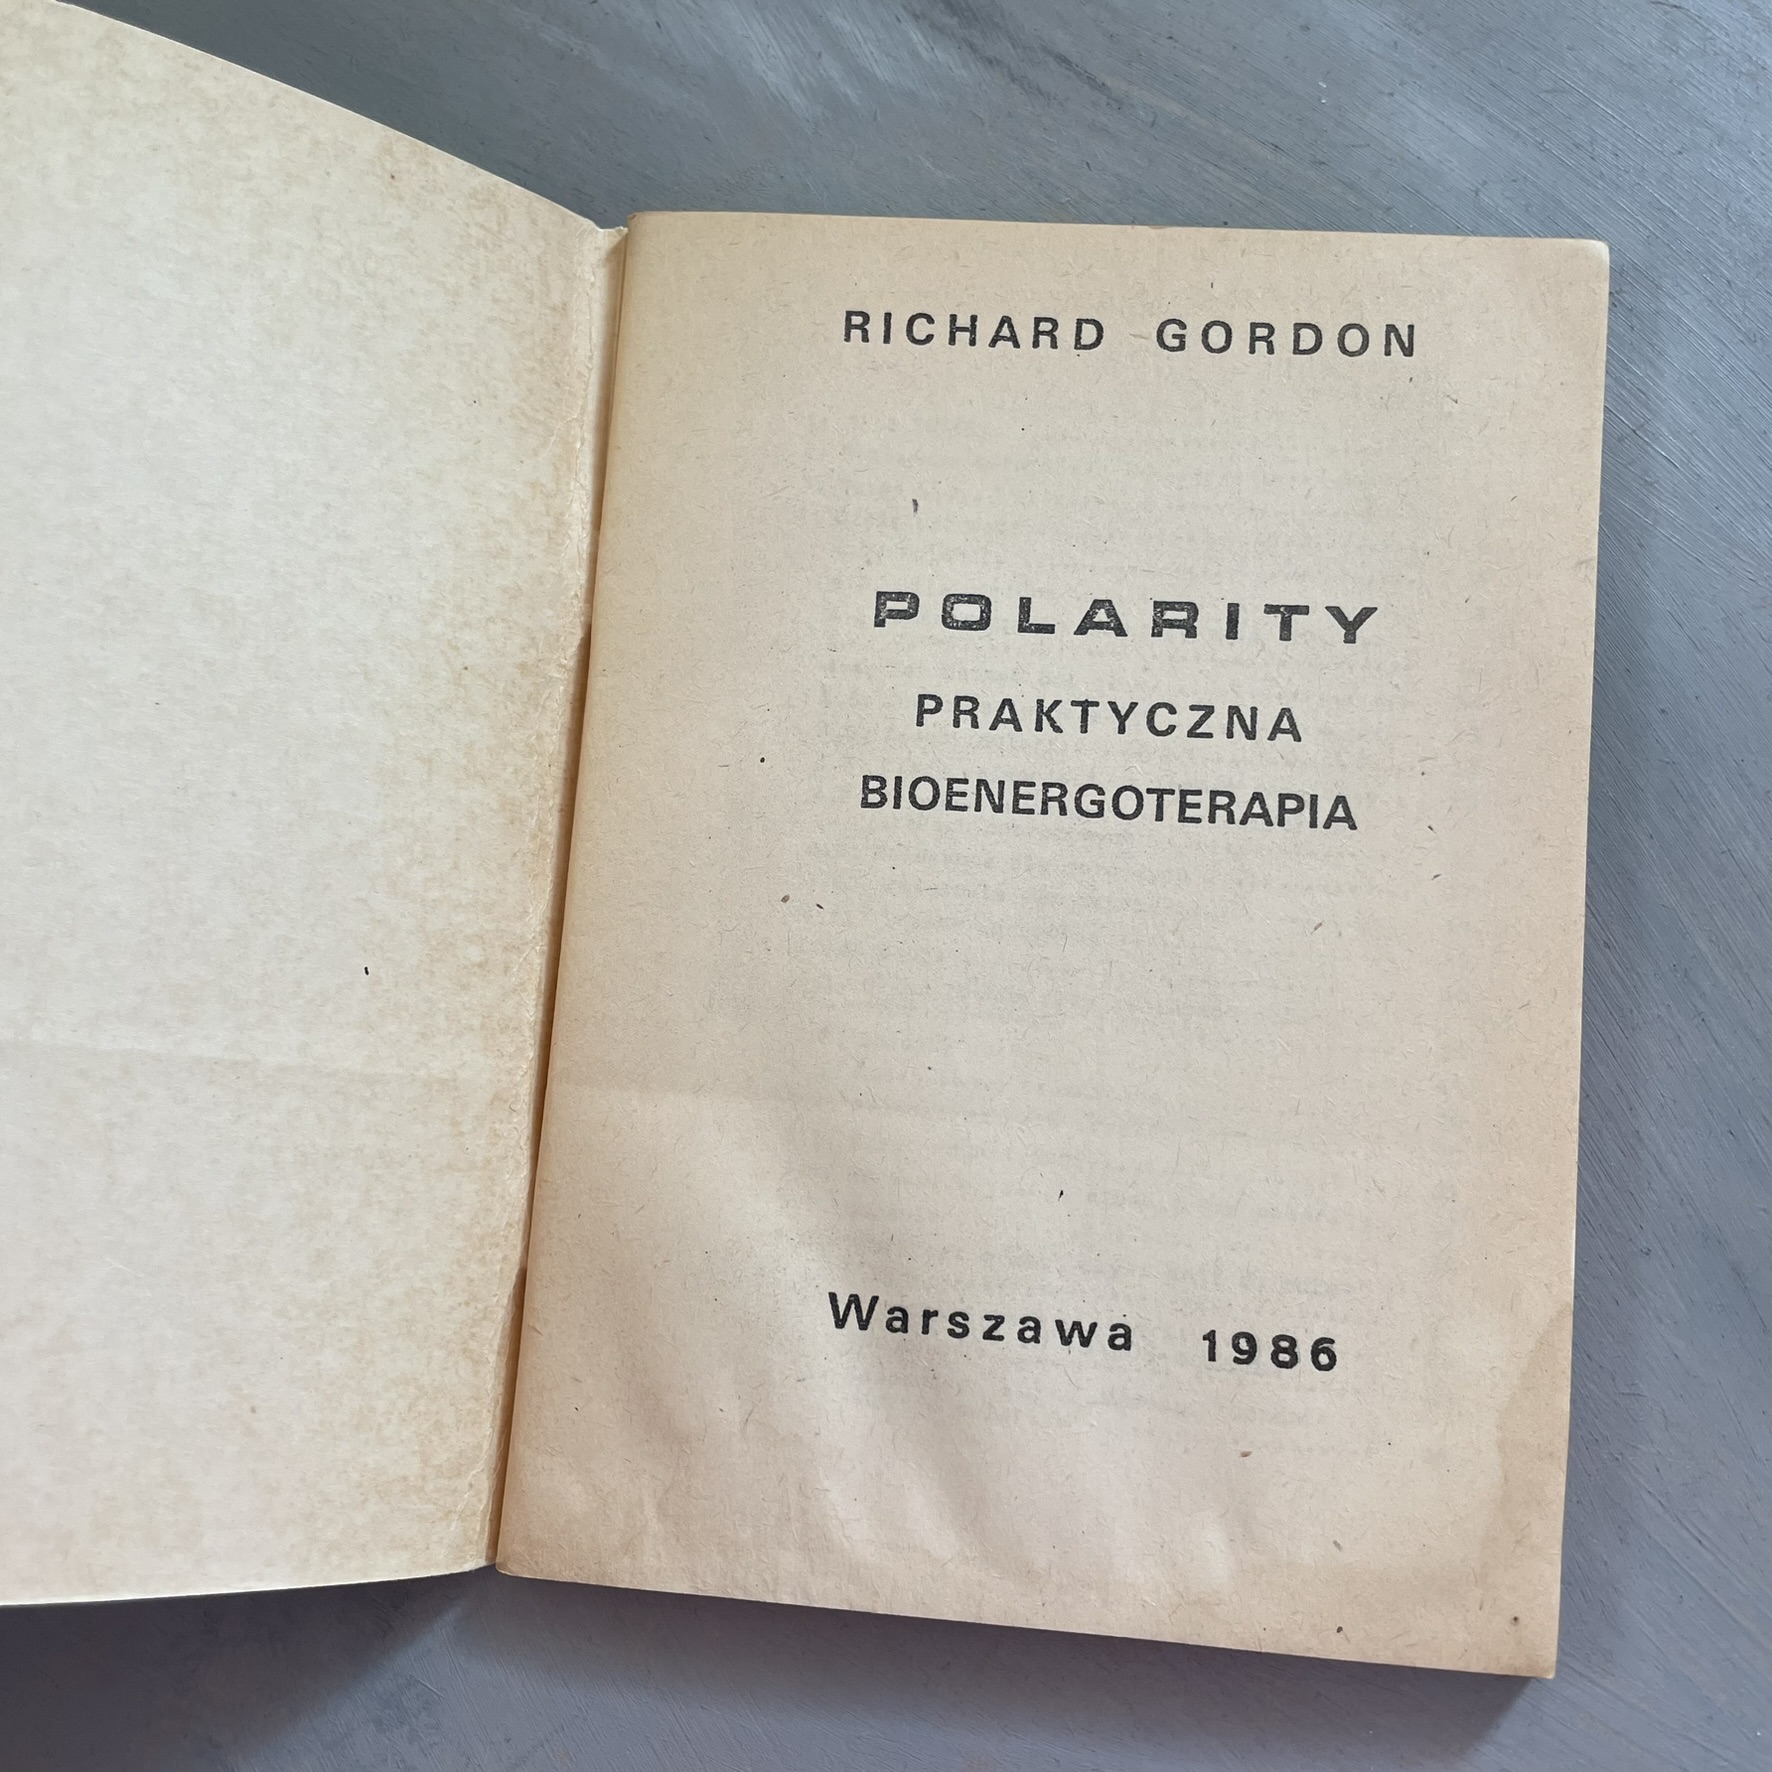 RICHARD GORDON
POLARITY
PRAKTYCZNA
BIOENERGOTERAPIA
Warszawa 1986